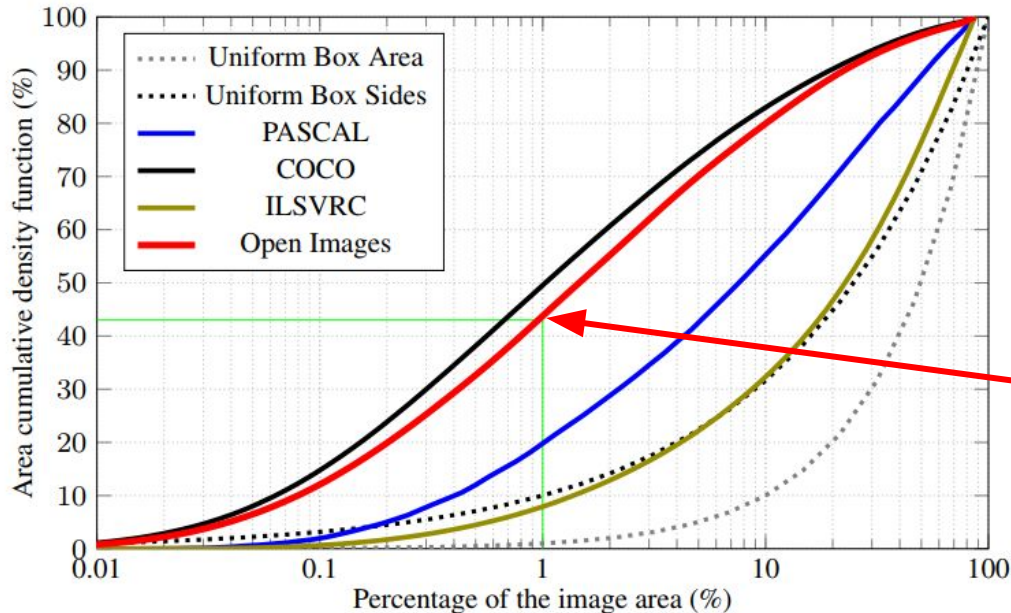 Area cumulative density function (%)
100
90
80
70
60
50
40
30
20
10
0
Uniform Box Area
Uniform Box Sides
PASCAL
COCO
ILSVRC
Open Images
0.01
0.1
1
10
100
Percentage of the image area (%)